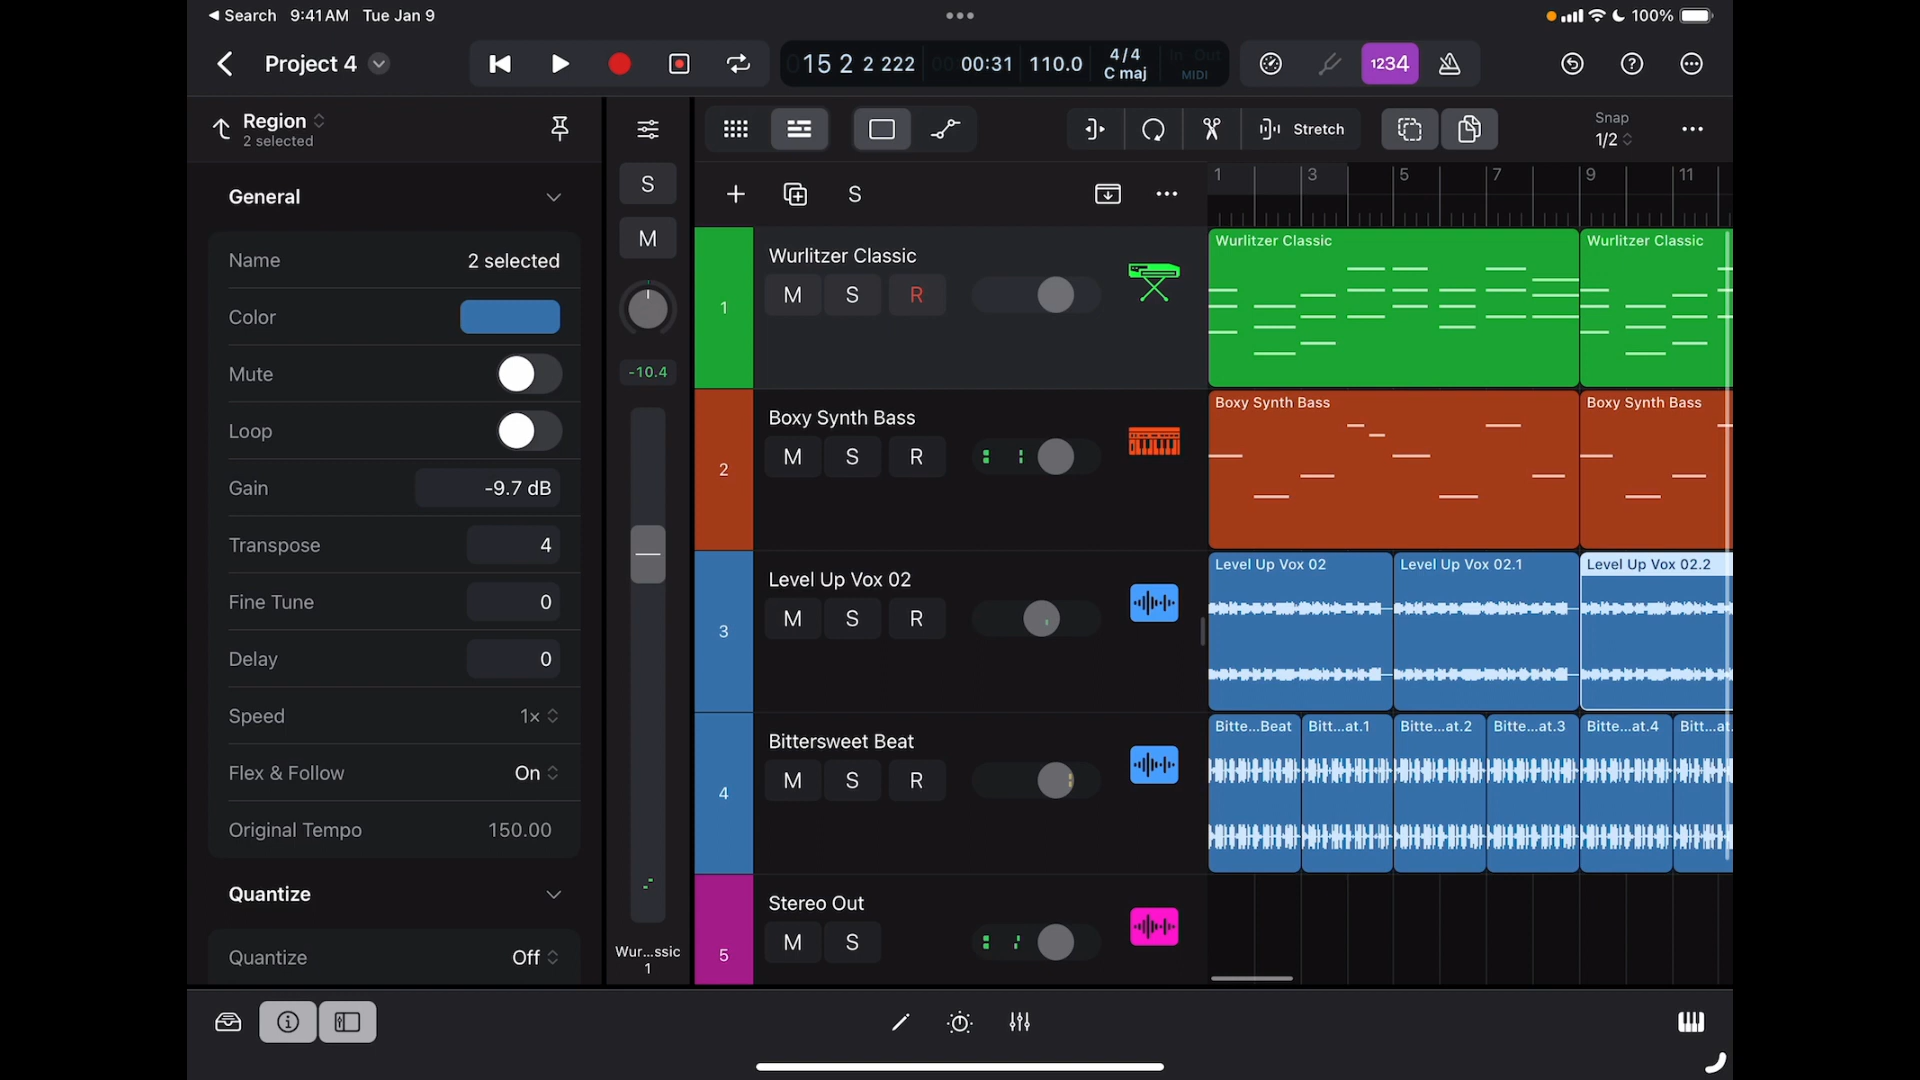 Search 9:41 AM Tue Jan 9
100%
Project 4
15 2 2 222
00:31
110.0
4/4
C maj
In Out
MIDI
1234
Region
2 selected
Stretch
Snap
1/2
General
S
S
1 3 5 7 9 11
M
Name 2 selected
Color
Mute
Loop
Gain -9.7 dB
Transpose 4
Fine Tune 0
Delay 0
Speed 1×
Flex & Follow On
Original Tempo 150.00
Quantize
Quantize Off
-10.4
Wur...ssic
1
1
Wurlitzer Classic
M S R
Wurlitzer Classic
Wurlitzer Classic
2
Boxy Synth Bass
M S R
Boxy Synth Bass
Boxy Synth Bass
3
Level Up Vox 02
M S R
Level Up Vox 02
Level Up Vox 02.1
Level Up Vox 02.2
4
Bittersweet Beat
M S R
Bitte...Beat
Bitt...at.1
Bitte...at.2
Bitte...at.3
Bitte...at.4
Bitt...at.
5
Stereo Out
M S